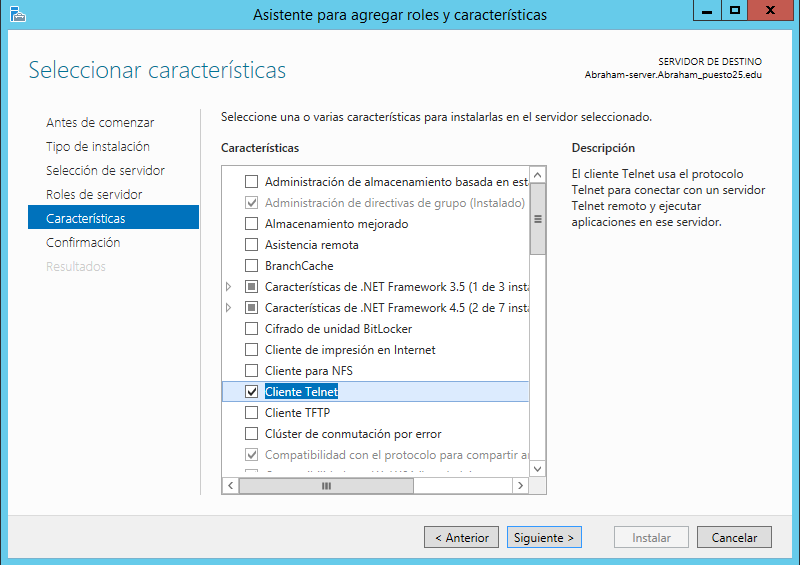 Asistente para agregar roles y características
Seleccionar características
SERVIDOR DE DESTINO
Abraham-server.Abraham_puesto25.edu
Antes de comenzar
Tipo de instalación
Selección de servidor
Roles de servidor
Características
Confirmación
Resultados
Seleccione una o varias características para instalarlas en el servidor seleccionado.
Características
Administración de almacenamiento basada en est
Administración de directivas de grupo (Instalado)
Almacenamiento mejorado
Asistencia remota
BranchCache
Características de .NET Framework 3.5 (1 de 3 insta
Características de .NET Framework 4.5 (2 de 7 insta
Cifrado de unidad BitLocker
Cliente de impresión en Internet
Cliente para NFS
Cliente Telnet
Cliente TFTP
Clúster de conmutación por error
Compatibilidad con el protocolo para compartir ar
Descripción
El cliente Telnet usa el protocolo
Telnet para conectar con un servidor
Telnet remoto y ejecutar
aplicaciones en ese servidor.
< Anterior
Siguiente >
Instalar
Cancelar